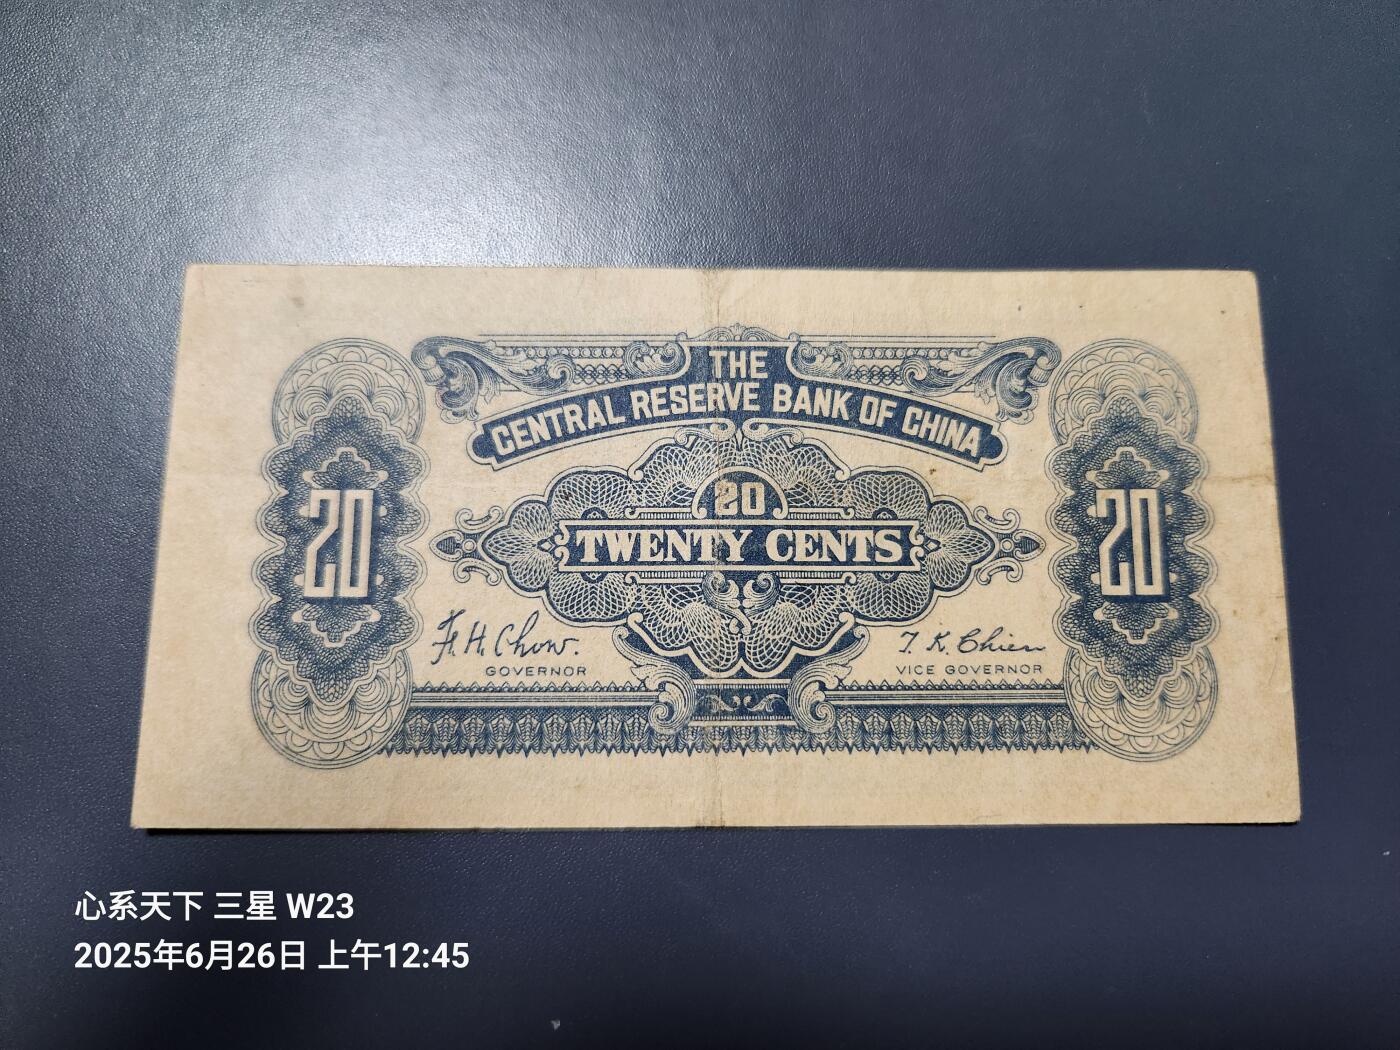 THE
CENTRAL RESERVE BANK OF CHINA
20
20
20
TWENTY CENTS
F. H. Chow.
T. K. Chien
GOVERNOR
VICE GOVERNOR
心系天下 三星 W23
2025年6月26日 上午12:45